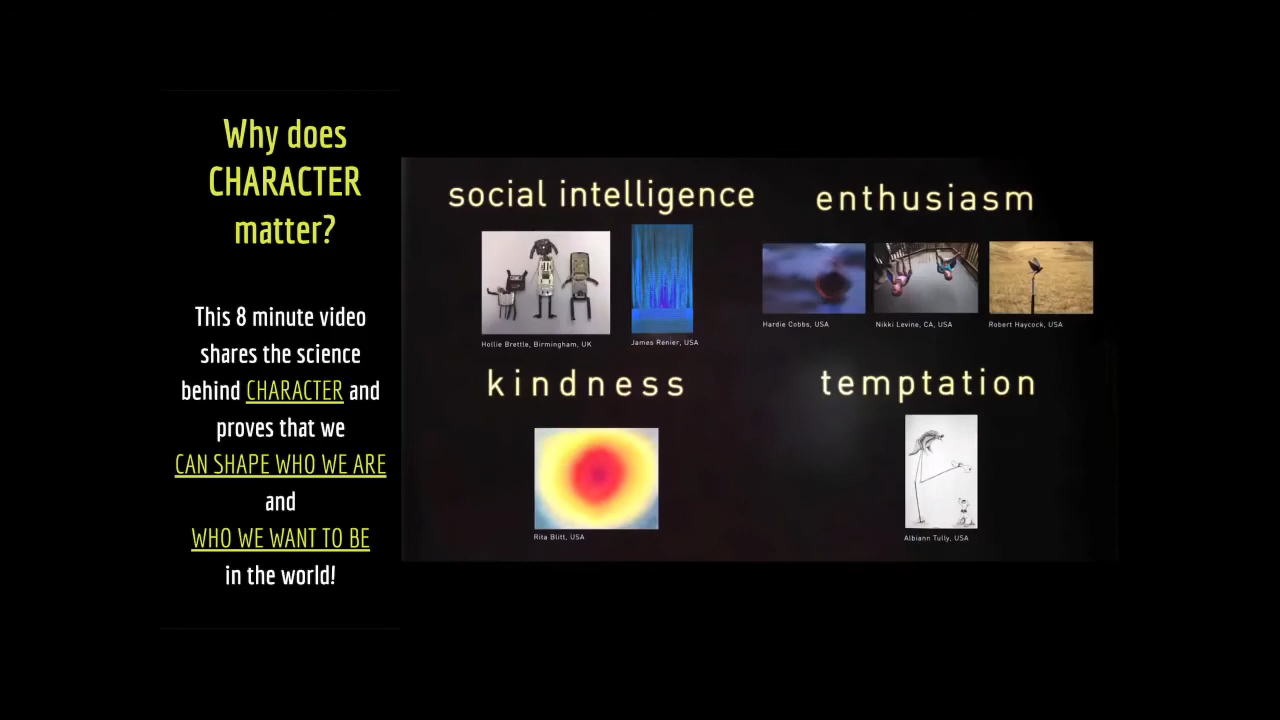 Why does
CHARACTER
matter?
This 8 minute video
shares the science
behind CHARACTER and
proves that we
CAN SHAPE WHO WE ARE
and
WHO WE WANT TO BE
in the world!
social intelligence
Hollie Brettle, Birmingham, UK
James Renier, USA
enthusiasm
Hardie Cobbs, USA
Nikki Levine, CA, USA
Robert Haycock, USA
kindness
Rita Blitt, USA
temptation
Albiann Tully, USA